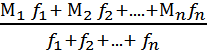 M₁ f₁+ M₂ f₂+....+Mₙfₙ
f₁+f₂+...+ fₙ